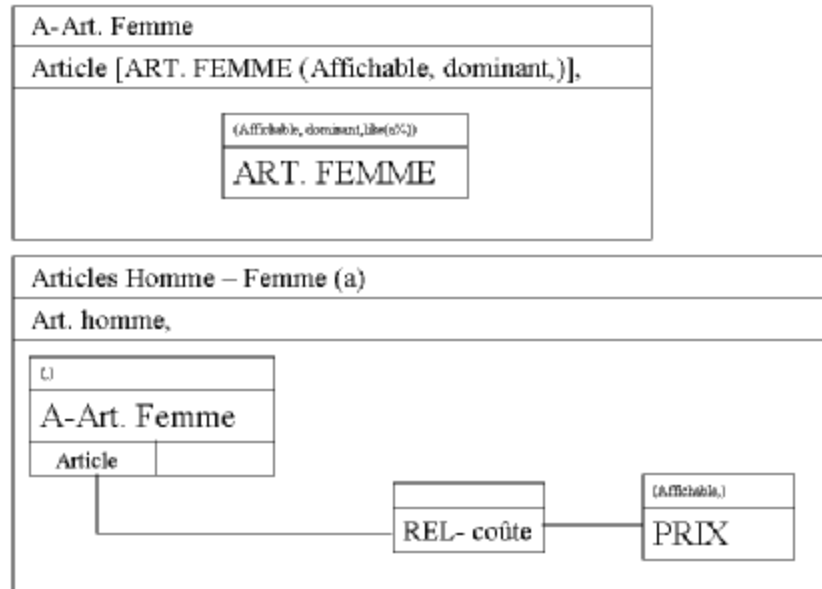 A-Art. Femme
Article [ART. FEMME (Affichable, dominant,)],
(Affichable, dominant,like(a%))
ART. FEMME
Articles Homme – Femme (a)
Art. homme,
(,)
A-Art. Femme
Article
(Affichable,)
REL- coûte
PRIX